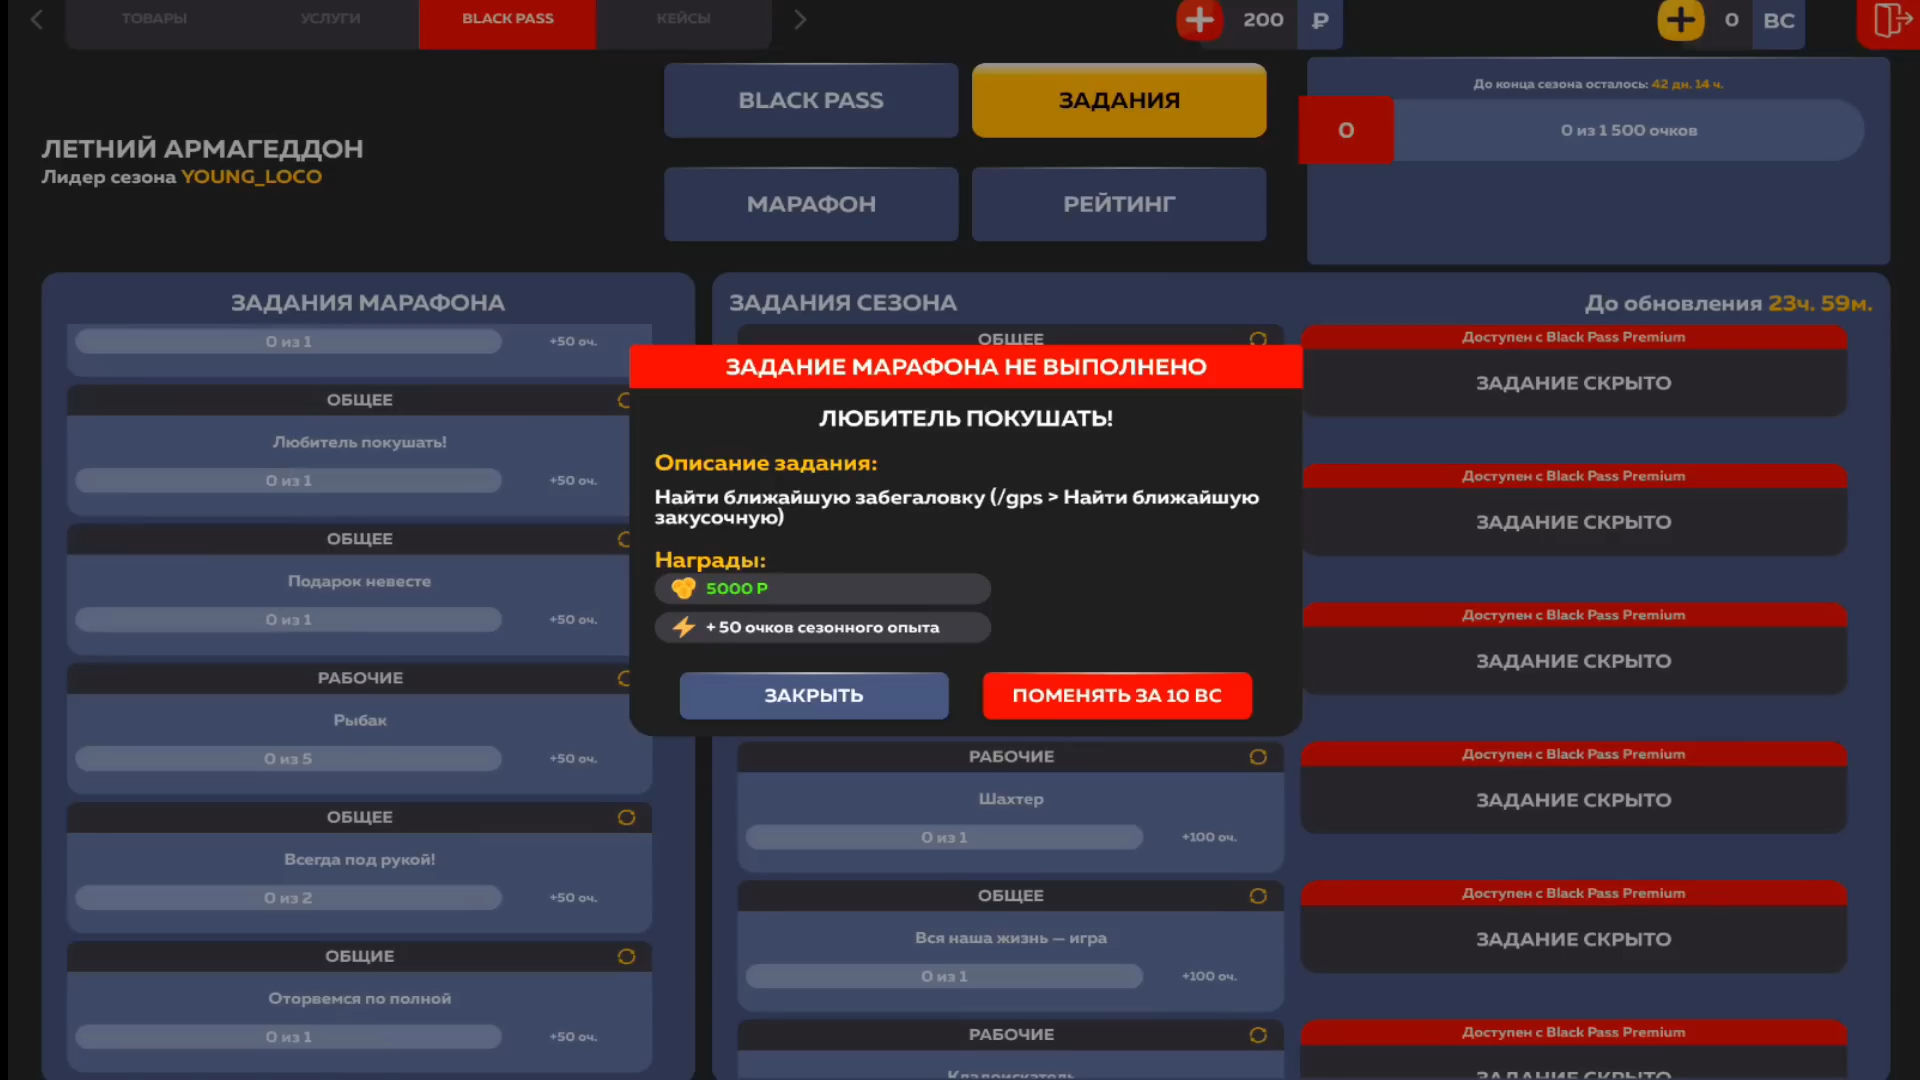 ТОВАРЫ
УСЛУГИ
BLACK PASS
КЕЙСЫ
200 ₽
0 BC
BLACK PASS
ЗАДАНИЯ
МАРАФОН
РЕЙТИНГ
До конца сезона осталось: 42 дн. 14 ч.
0
0 из 1 500 очков
ЛЕТНИЙ АРМАГЕДДОН
Лидер сезона YOUNG_LOCO
ЗАДАНИЯ МАРАФОНА
0 из 1
+50 оч.
ОБЩЕЕ
Любитель покушать!
0 из 1
+50 оч.
ОБЩЕЕ
Подарок невесте
0 из 1
+50 оч.
РАБОЧИЕ
Рыбак
0 из 5
+50 оч.
ОБЩЕЕ
Всегда под рукой!
0 из 2
+50 оч.
ОБЩИЕ
Оторвемся по полной
0 из 1
+50 оч.
ЗАДАНИЯ СЕЗОНА
До обновления 23ч. 59м.
ОБЩЕЕ
ЗАДАНИЕ МАРАФОНА НЕ ВЫПОЛНЕНО
ЛЮБИТЕЛЬ ПОКУШАТЬ!
Описание задания:
Найти ближайшую забегаловку (/gps > Найти ближайшую
закусочную)
Награды:
5000 Р
+ 50 очков сезонного опыта
ЗАКРЫТЬ
ПОМЕНЯТЬ ЗА 10 BC
РАБОЧИЕ
Шахтер
0 из 1
+100 оч.
ОБЩЕЕ
Вся наша жизнь — игра
0 из 1
+100 оч.
РАБОЧИЕ
Кладоискатель
Доступен с Black Pass Premium
ЗАДАНИЕ СКРЫТО
Доступен с Black Pass Premium
ЗАДАНИЕ СКРЫТО
Доступен с Black Pass Premium
ЗАДАНИЕ СКРЫТО
Доступен с Black Pass Premium
ЗАДАНИЕ СКРЫТО
Доступен с Black Pass Premium
ЗАДАНИЕ СКРЫТО
Доступен с Black Pass Premium
ЗАДАНИЕ СКРЫТО